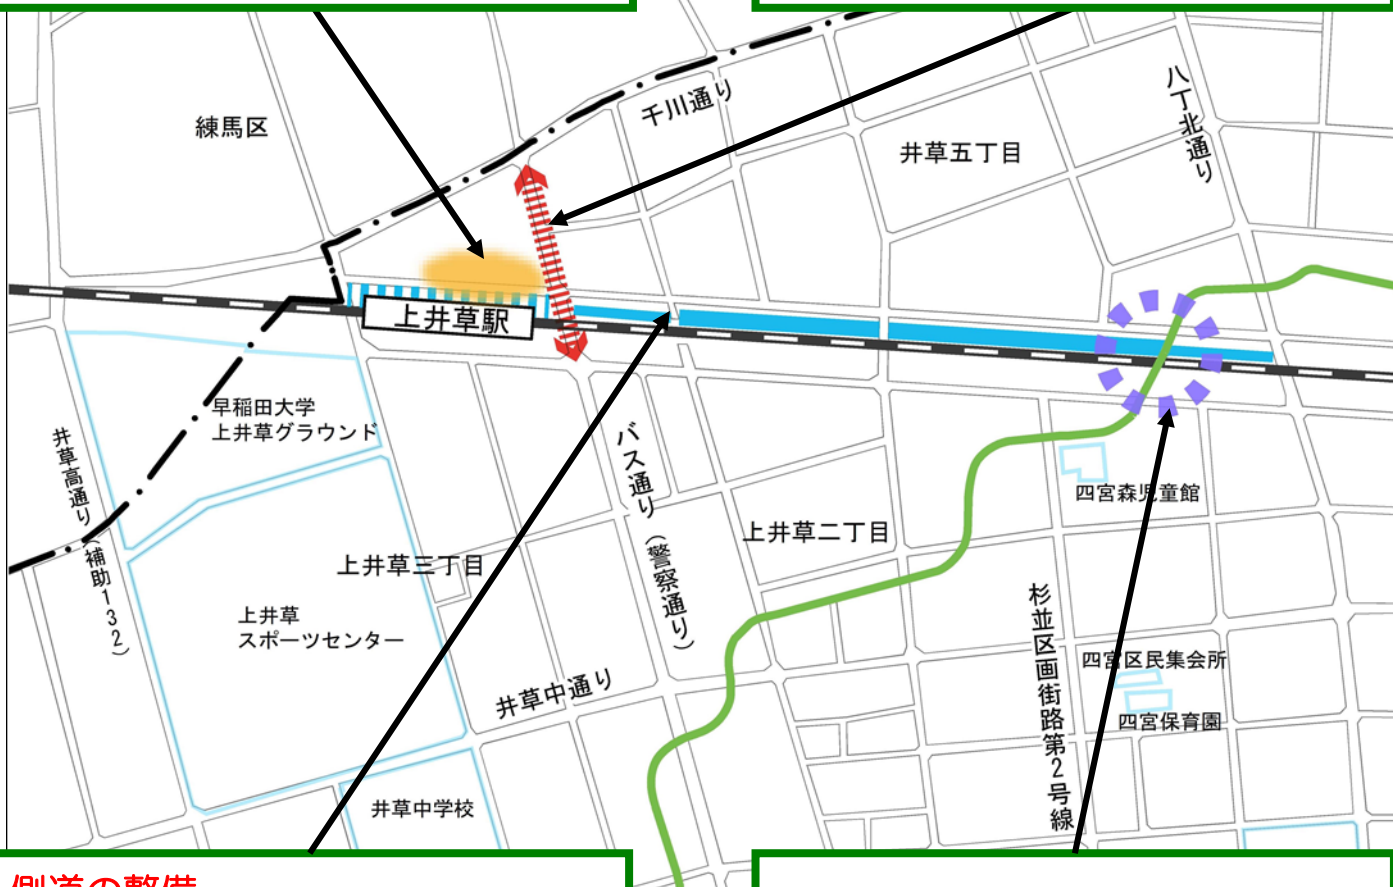 千川通り
八丁北通り
練馬区
井草五丁目
上井草駅
早稲田大学
上井草グラウンド
井草高通り(補助132)
バス通り(警察通り)
四宮森児童館
上井草二丁目
上井草三丁目
上井草
スポーツセンター
杉並区画街路第2号線
四宮区民集会所
井草中通り
四宮保育園
井草中学校
側道の整備